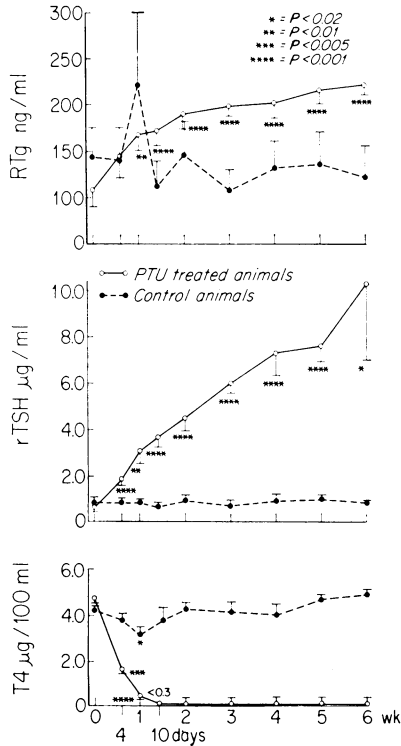 300
250
200
150
100
0
RTg ng/ml
* = P<0.02
** = P<0.01
*** = P<0.005
**** = P<0.001
** **** **** **** **** **** ****
PTU treated animals
Control animals
10.0
8.0
6.0
4.0
2.0
0
rTSH µg/ml
**** ** **** **** **** **** **** *
6.0
4.0
2.0
0
T4 µg/100 ml
*
***
****
<0.3
0 1 2 3 4 5 6 wk
4 10 days